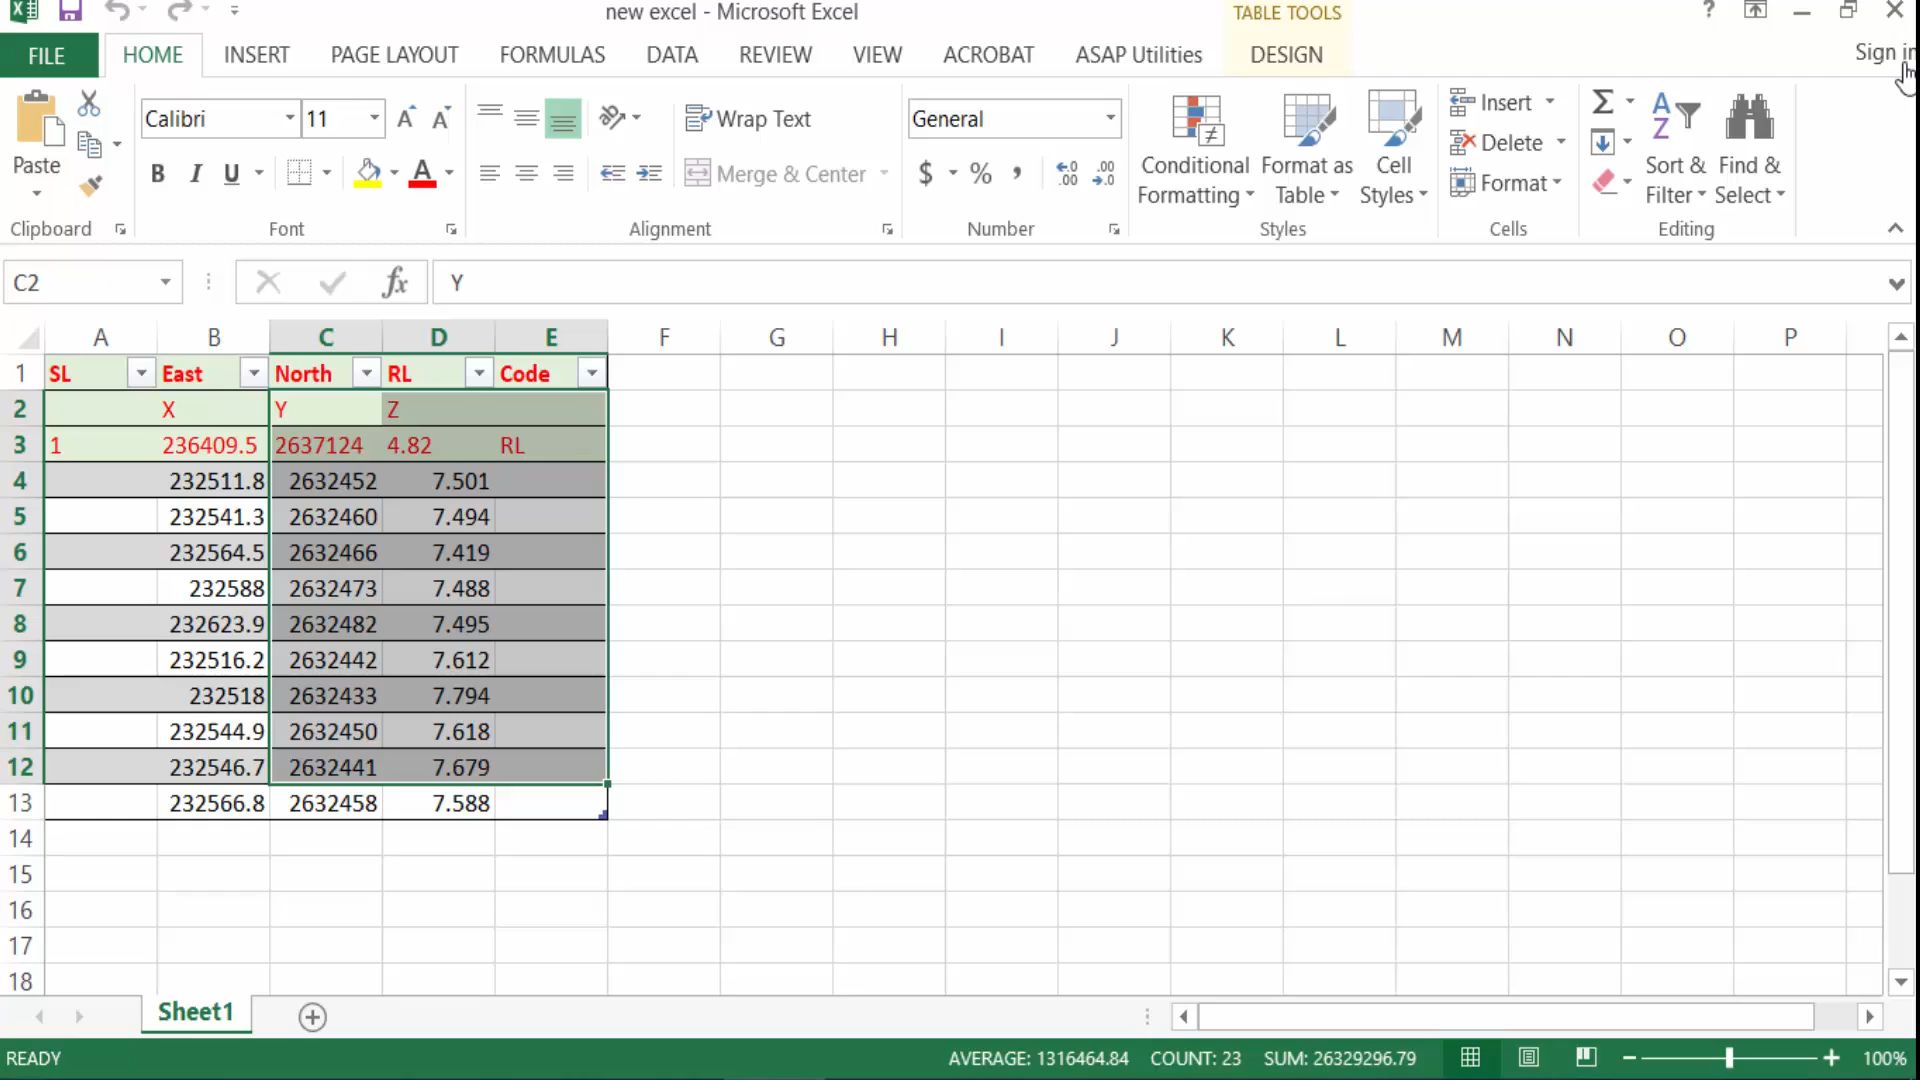 new excel - Microsoft Excel
TABLE TOOLS
?
FILE HOME INSERT PAGE LAYOUT FORMULAS DATA REVIEW VIEW ACROBAT ASAP Utilities DESIGN
Sign in
Paste
Clipboard
Calibri 11 A A
B I U A
Font
Wrap Text
Merge & Center
Alignment
General
$ % , .0 .00 .00 .0
Number
Conditional Formatting
Format as Table
Cell Styles
Styles
Insert
Delete
Format
Cells
Σ
A Z
Sort & Filter
Find & Select
Editing
C2 fx Y
A B C D E F G H I J K L M N O P
1 SL East North RL Code
2 X Y Z
3 1 236409.5 2637124 4.82 RL
4 232511.8 2632452 7.501
5 232541.3 2632460 7.494
6 232564.5 2632466 7.419
7 232588 2632473 7.488
8 232623.9 2632482 7.495
9 232516.2 2632442 7.612
10 232518 2632433 7.794
11 232544.9 2632450 7.618
12 232546.7 2632441 7.679
13 232566.8 2632458 7.588
14
15
16
17
18
Sheet1
READY AVERAGE: 1316464.84 COUNT: 23 SUM: 26329296.79 100%